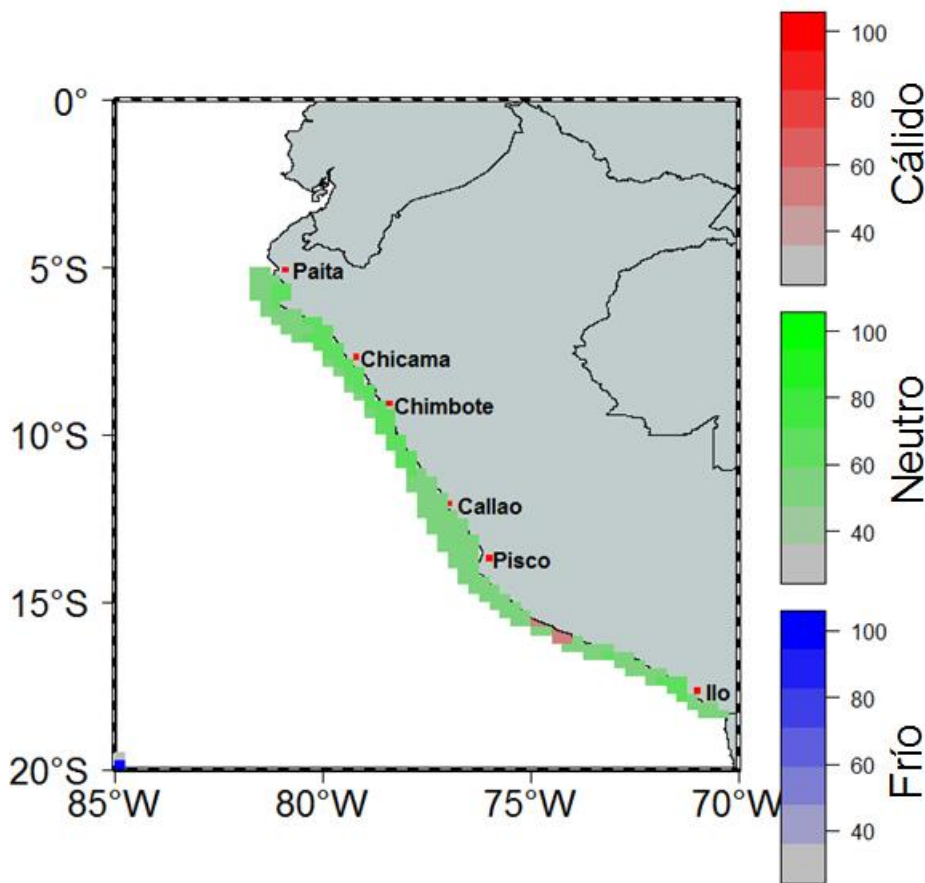 0°
5°S
10°S
15°S
20°S
85°W
80°W
75°W
70°W
Paita
Chicama
Chimbote
Callao
Pisco
Ilo
100
80
60
40
Cálido
100
80
60
40
Neutro
100
80
60
40
Frío